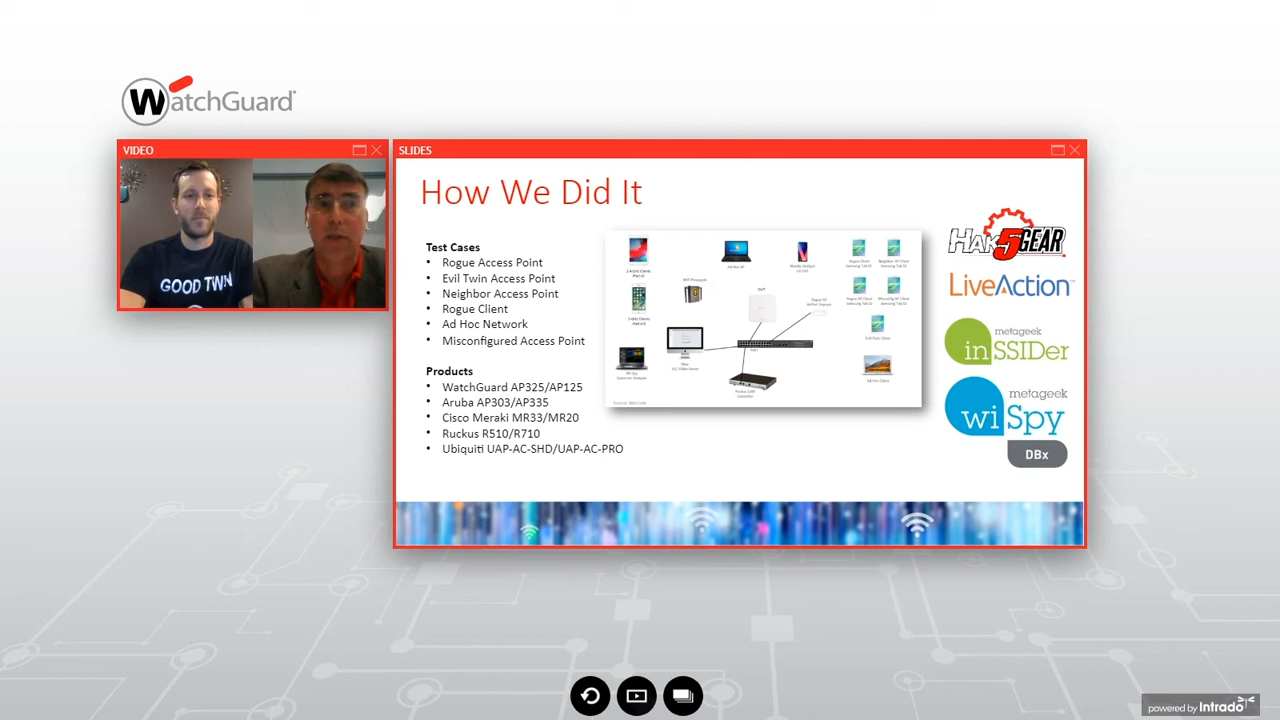 WatchGuard
VIDEO
SLIDES
GOOD TWIN
How We Did It
Test Cases
• Rogue Access Point
• Evil Twin Access Point
• Neighbor Access Point
• Rogue Client
• Ad Hoc Network
• Misconfigured Access Point
Products
• WatchGuard AP325/AP125
• Aruba AP303/AP335
• Cisco Meraki MR33/MR20
• Ruckus R510/R710
• Ubiquiti UAP-AC-SHD/UAP-AC-PRO
DUT
HAK5GEAR
LiveAction
metageek
inSSIDer
metageek
wiSpy
DBx
powered by Intrado